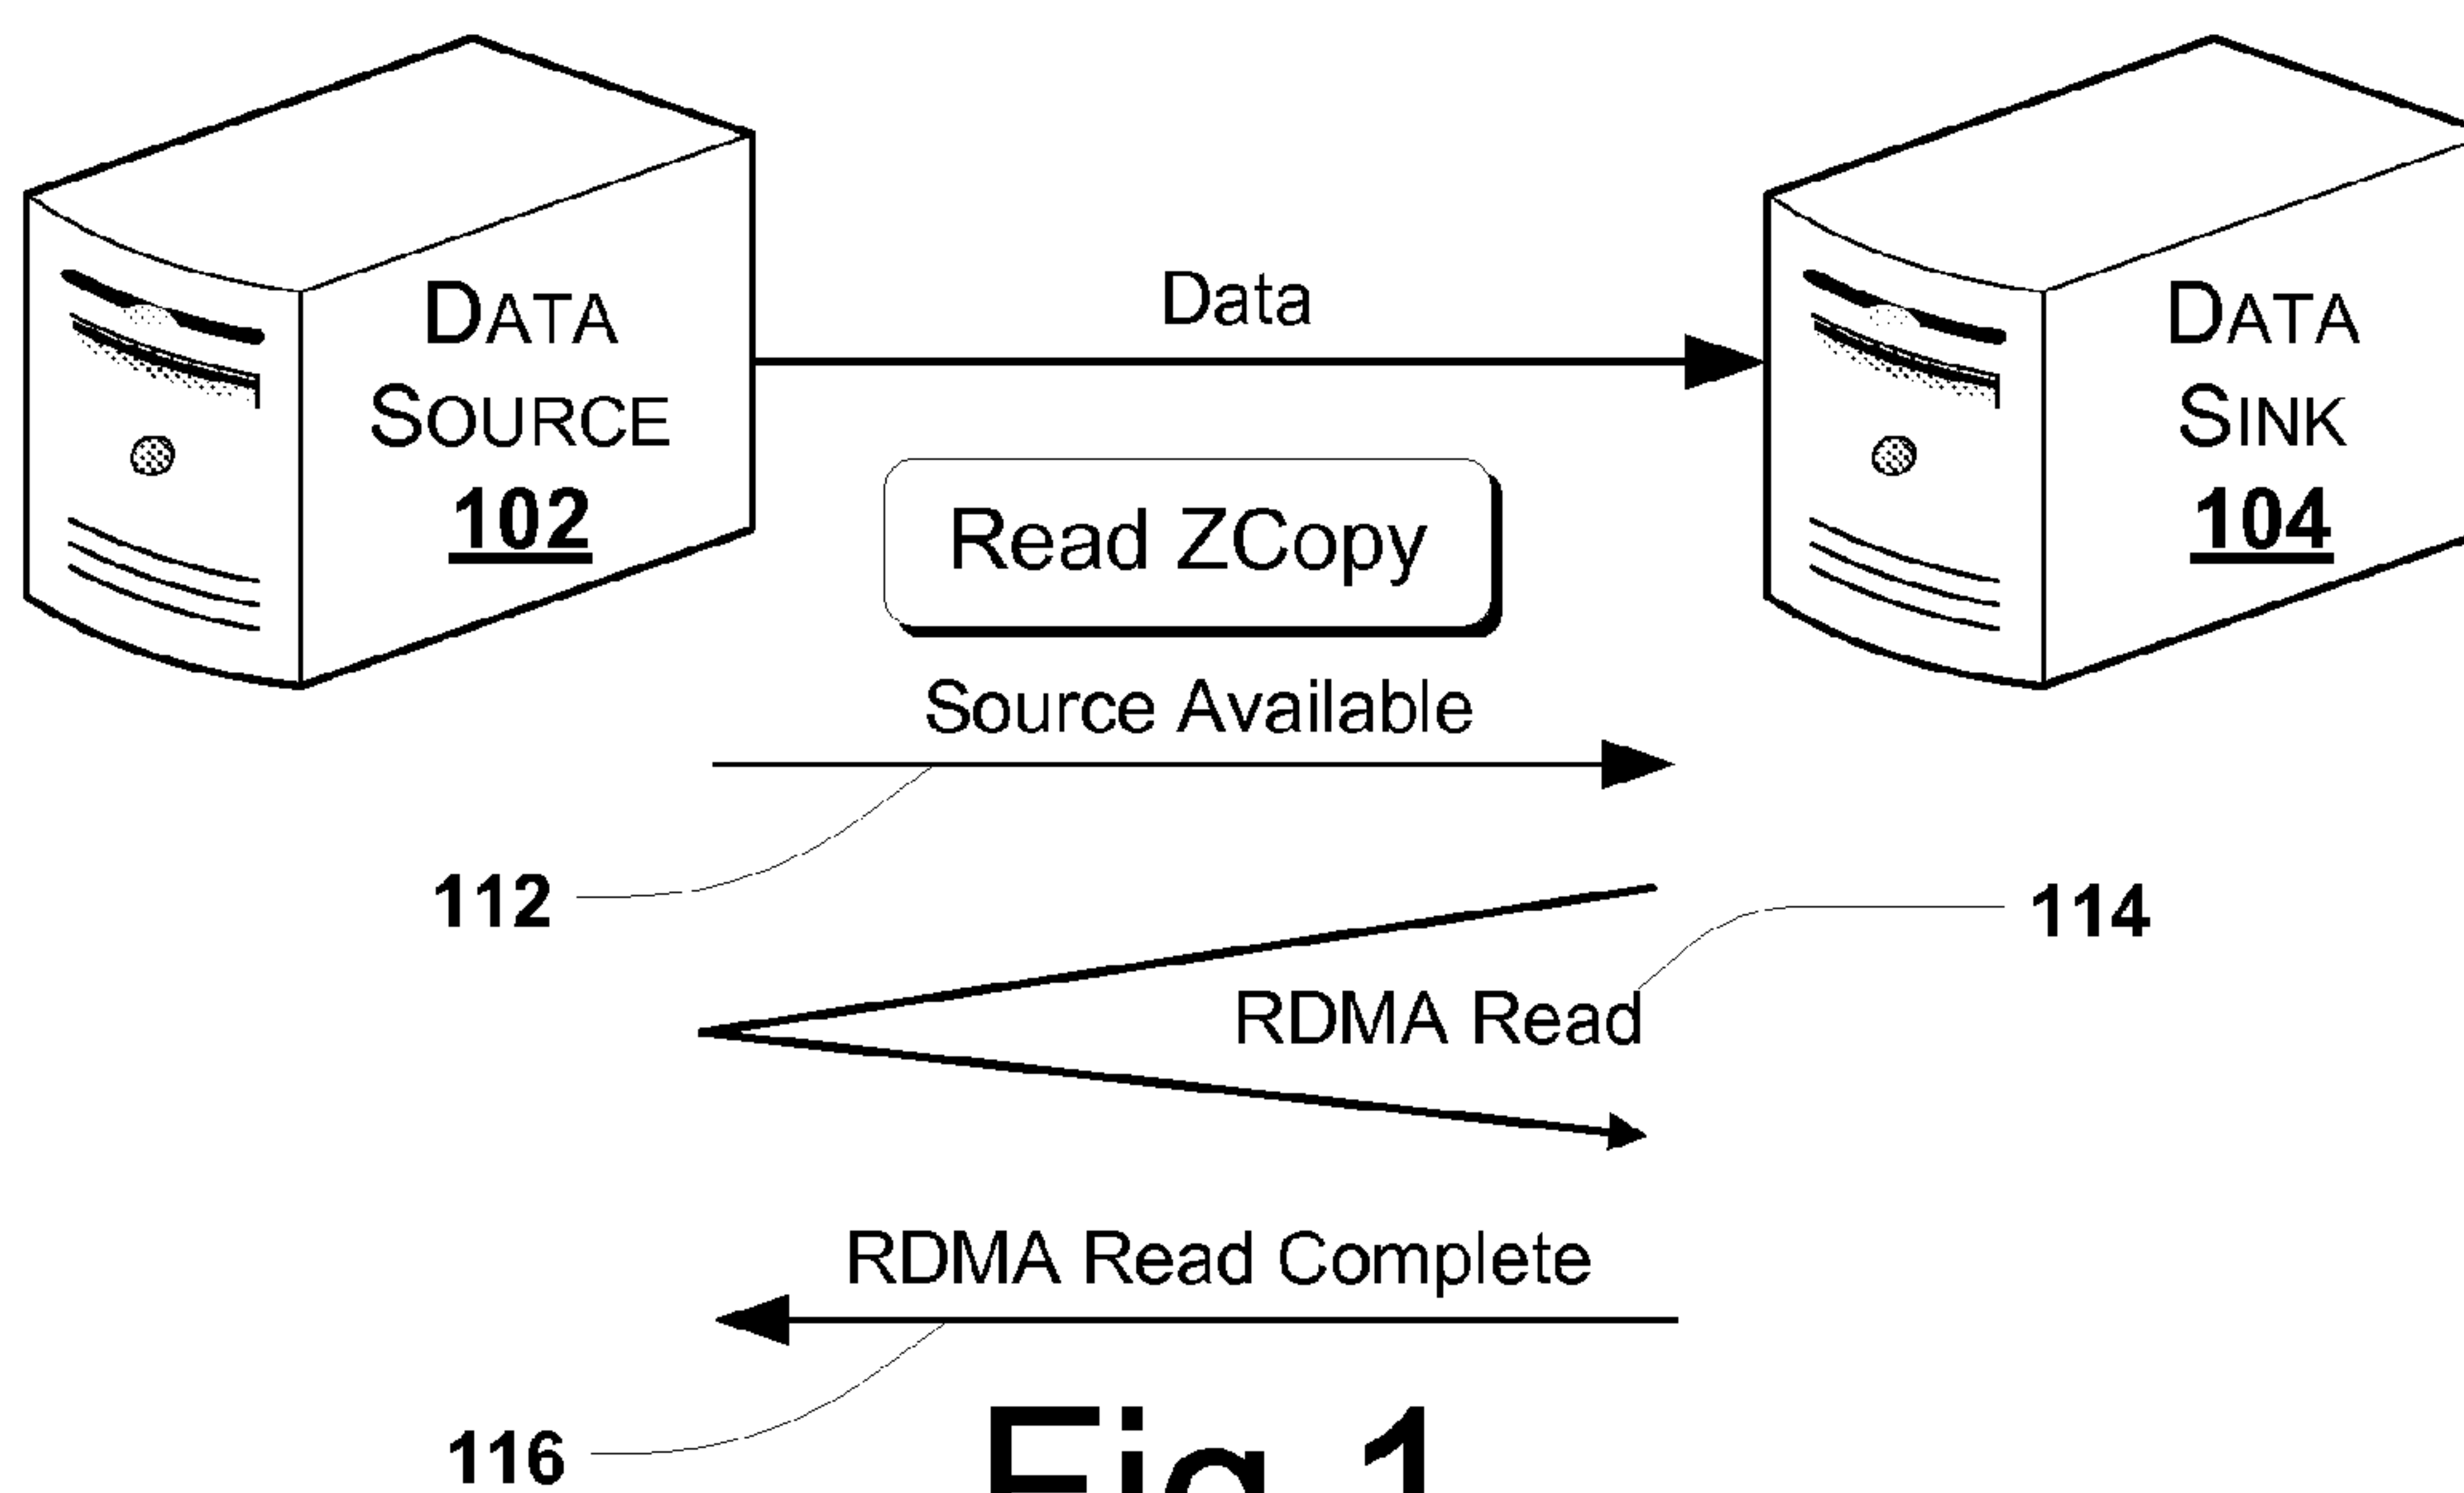 DATA
SOURCE
102
Data
DATA
SINK
104
Read ZCopy
Source Available
112
114
RDMA Read
RDMA Read Complete
116
Fig.1